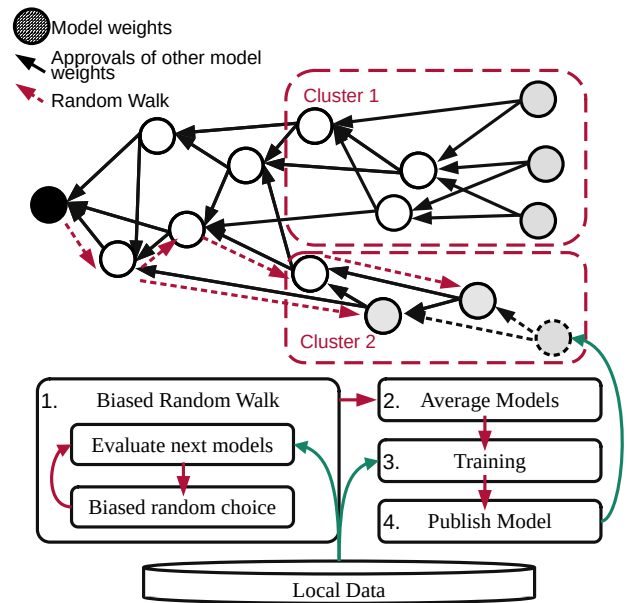 Model weights
Approvals of other model
weights
Random Walk
Cluster 1
Cluster 2
1. Biased Random Walk
Evaluate next models
Biased random choice
2. Average Models
3. Training
4. Publish Model
Local Data